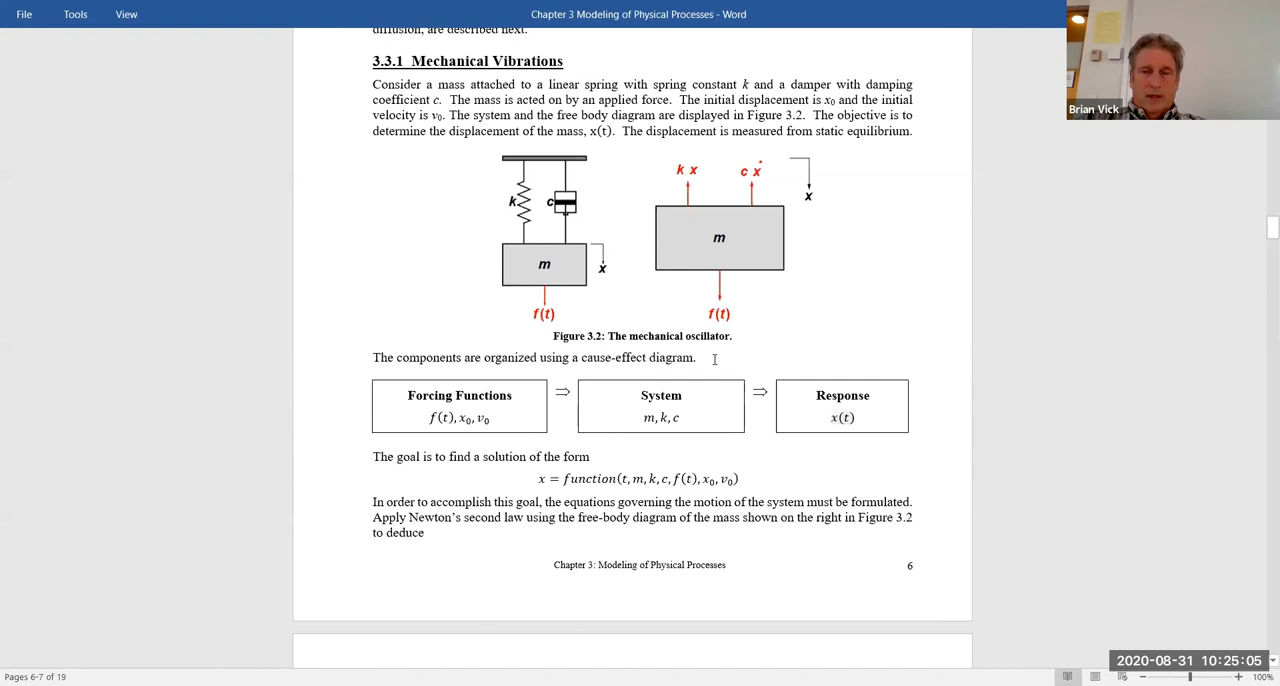 File Tools View Chapter 3 Modeling of Physical Processes - Word
diffusion, are described next.
3.3.1 Mechanical Vibrations
Consider a mass attached to a linear spring with spring constant k and a damper with damping
coefficient c. The mass is acted on by an applied force. The initial displacement is x₀ and the initial
velocity is v₀. The system and the free body diagram are displayed in Figure 3.2. The objective is to
determine the displacement of the mass, x(t). The displacement is measured from static equilibrium.
k x
c ẋ
x
k
c
m
m
x
f(t)
f(t)
Figure 3.2: The mechanical oscillator.
The components are organized using a cause-effect diagram.
Forcing Functions ⇒ System ⇒ Response
f(t), x₀, v₀ m, k, c x(t)
The goal is to find a solution of the form
x = function(t, m, k, c, f(t), x₀, v₀)
In order to accomplish this goal, the equations governing the motion of the system must be formulated.
Apply Newton's second law using the free-body diagram of the mass shown on the right in Figure 3.2
to deduce
Chapter 3: Modeling of Physical Processes 6
Brian Vick
2020-08-31 10:25:05
Pages 6-7 of 19
100%